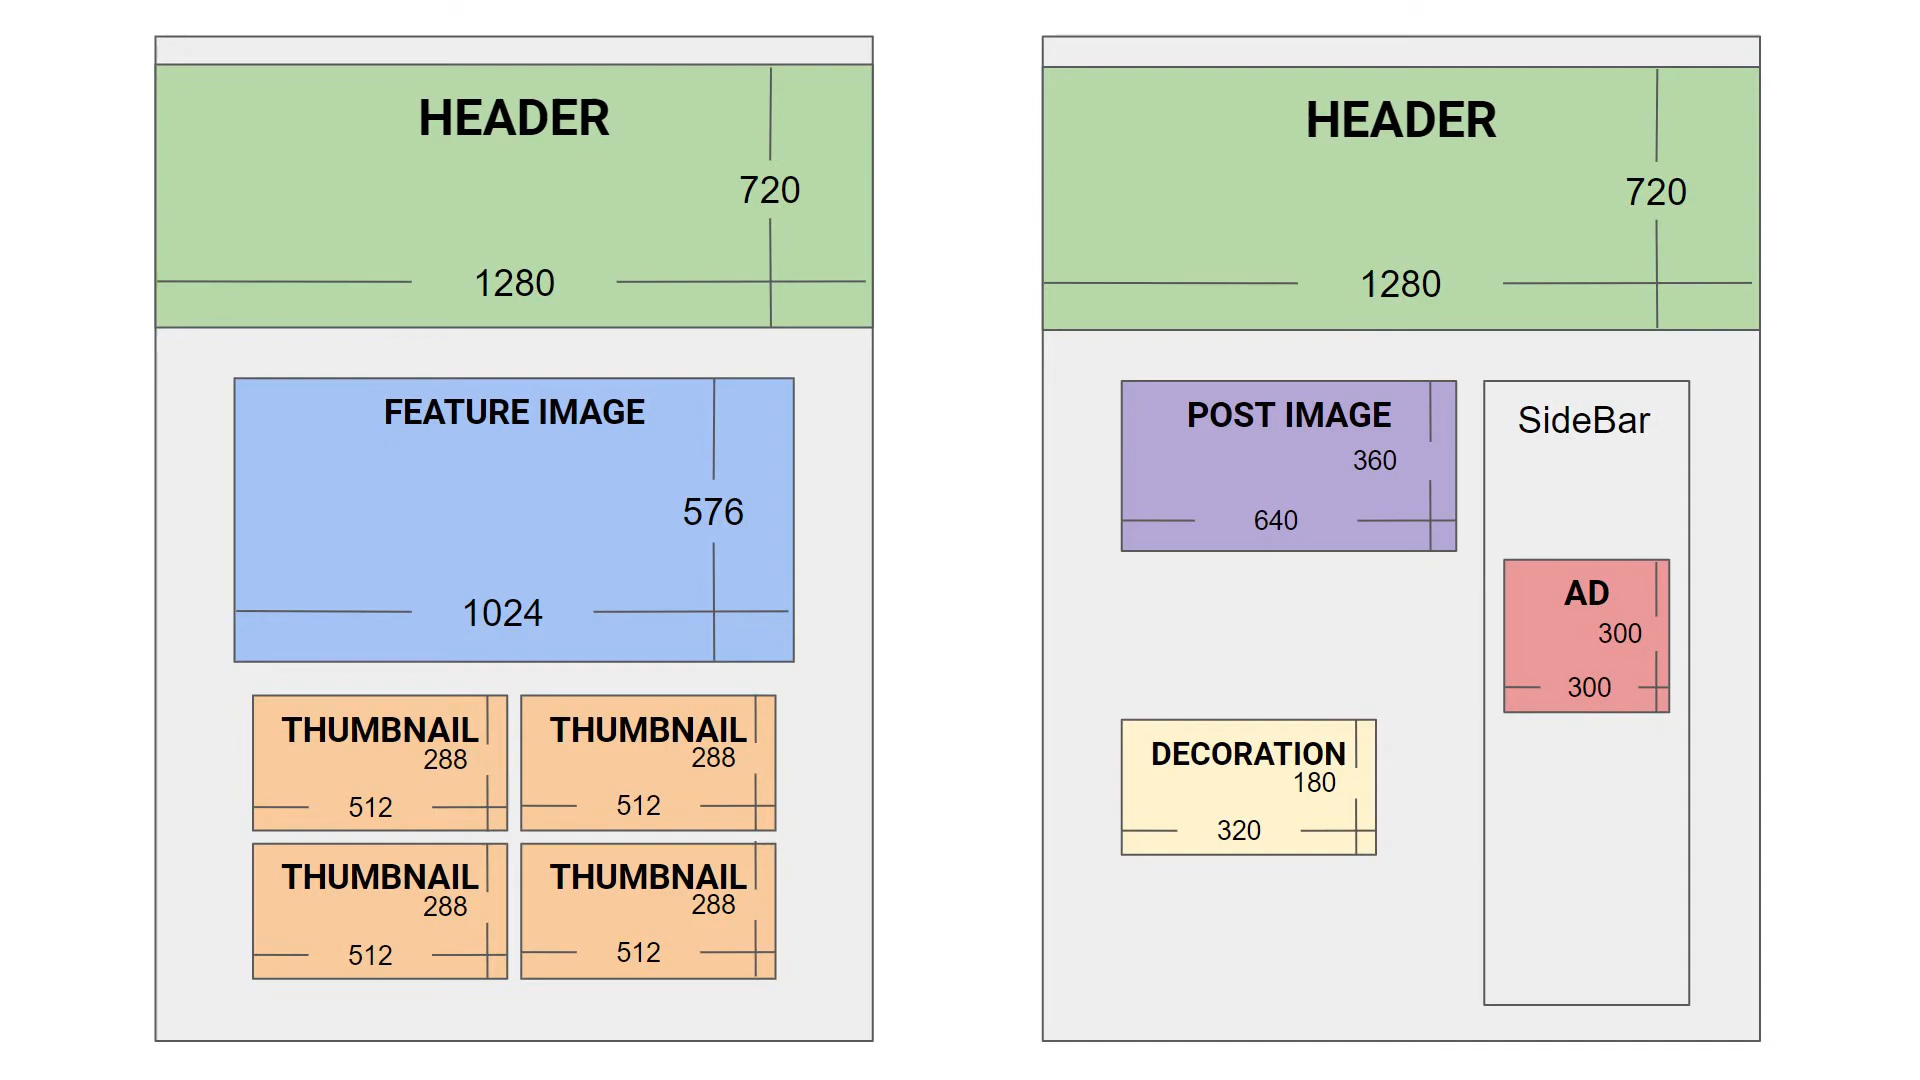 HEADER
720
1280
FEATURE IMAGE
576
1024
THUMBNAIL
288
512
THUMBNAIL
288
512
THUMBNAIL
288
512
THUMBNAIL
288
512
HEADER
720
1280
POST IMAGE
360
640
DECORATION
180
320
SideBar
AD
300
300